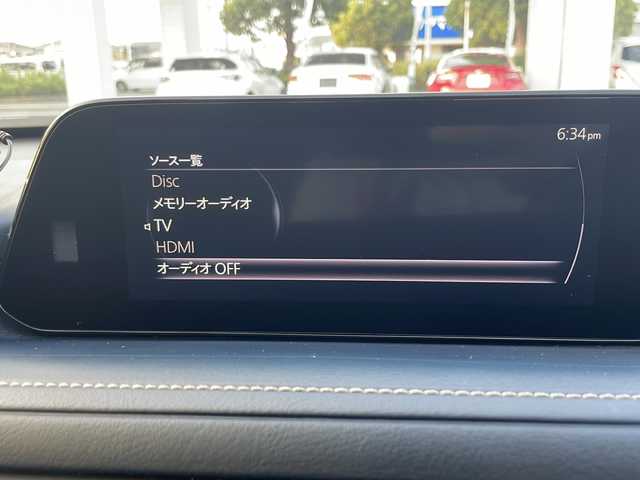 6:34pm
ソース一覧
Disc
メモリーオーディオ
TV
HDMI
オーディオ OFF